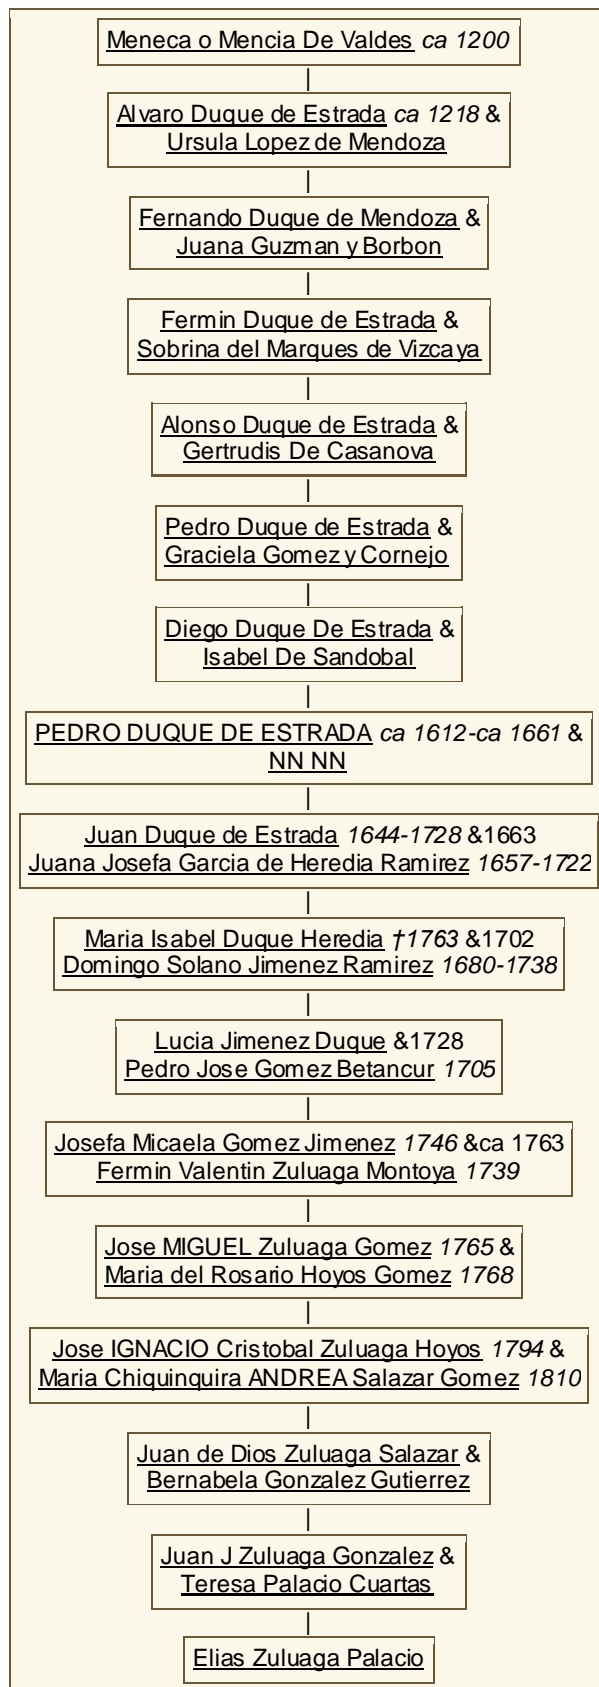 Meneca o Mencia De Valdes ca 1200
Alvaro Duque de Estrada ca 1218 &
Ursula Lopez de Mendoza
Fernando Duque de Mendoza &
Juana Guzman y Borbon
Fermin Duque de Estrada &
Sobrina del Marques de Vizcaya
Alonso Duque de Estrada &
Gertrudis De Casanova
Pedro Duque de Estrada &
Graciela Gomez y Cornejo
Diego Duque De Estrada &
Isabel De Sandobal
PEDRO DUQUE DE ESTRADA ca 1612-ca 1661 &
NN NN
Juan Duque de Estrada 1644-1728 &1663
Juana Josefa Garcia de Heredia Ramirez 1657-1722
Maria Isabel Duque Heredia †1763 &1702
Domingo Solano Jimenez Ramirez 1680-1738
Lucia Jimenez Duque &1728
Pedro Jose Gomez Betancur 1705
Josefa Micaela Gomez Jimenez 1746 &ca 1763
Fermin Valentin Zuluaga Montoya 1739
Jose MIGUEL Zuluaga Gomez 1765 &
Maria del Rosario Hoyos Gomez 1768
Jose IGNACIO Cristobal Zuluaga Hoyos 1794 &
Maria Chiquinquira ANDREA Salazar Gomez 1810
Juan de Dios Zuluaga Salazar &
Bernabela Gonzalez Gutierrez
Juan J Zuluaga Gonzalez &
Teresa Palacio Cuartas
Elias Zuluaga Palacio